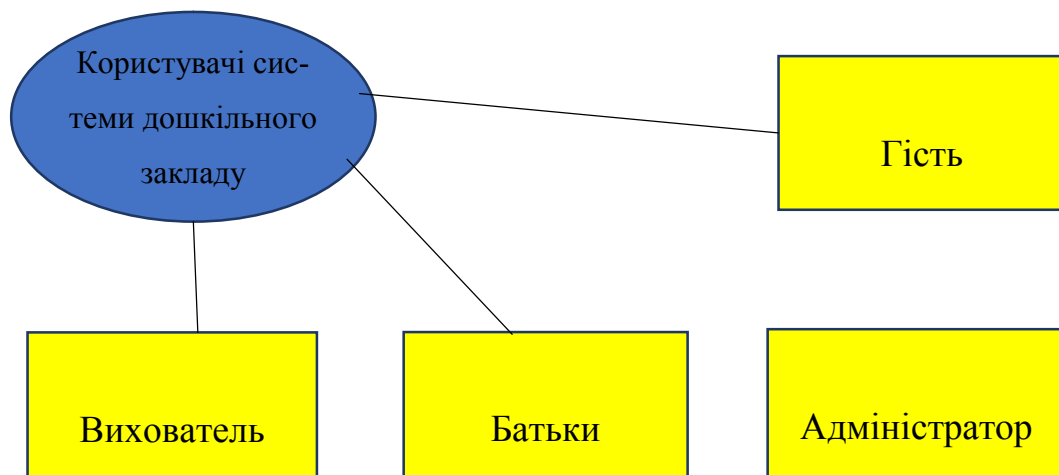 Користувачі сис-
теми дошкільного
закладу
Гість
Вихователь
Батьки
Адміністратор